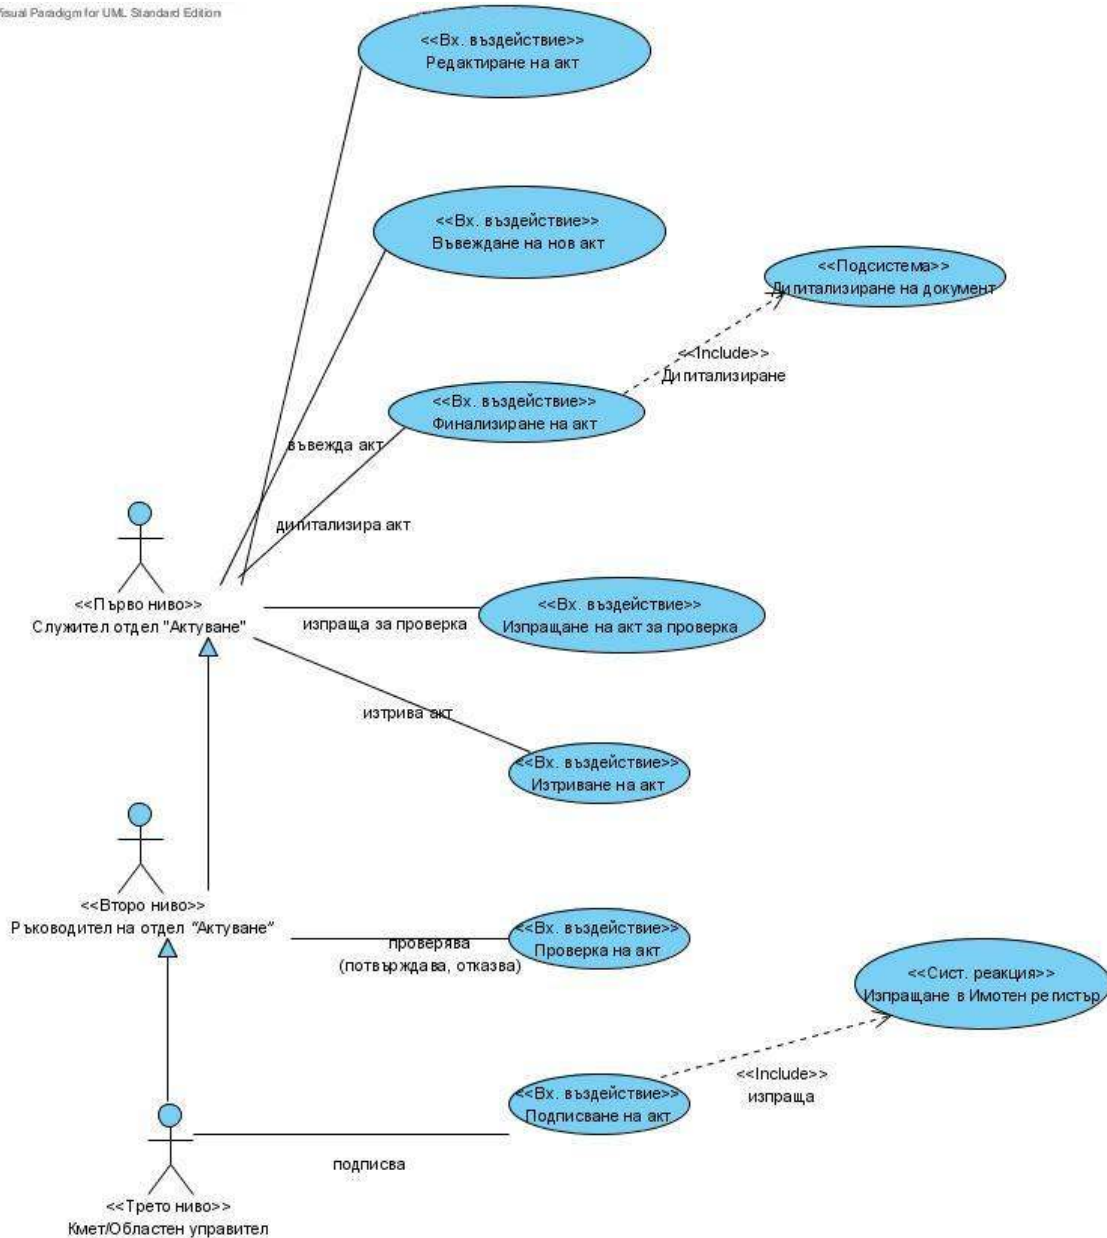 Visual Paradigm for UML Standard Edition
<<Вх. въздействие>>
Редактиране на акт
<<Вх. въздействие>>
Въвеждане на нов акт
<<Подсистема>>
Дигитализиране на документ
<<Include>>
Дигитализиране
<<Вх. въздействие>>
Финализиране на акт
въвежда акт
дигитализира акт
<<Първо ниво>>
Служител отдел "Актуване"
<<Вх. въздействие>>
Изпращане на акт за проверка
изпраща за проверка
изтрива акт
<<Вх. въздействие>>
Изтриване на акт
<<Второ ниво>>
Ръководител на отдел "Актуване"
<<Вх. въздействие>>
Проверка на акт
проверява
(потвърждава, отказва)
<<Сист. реакция>>
Изпращане в Имотен регистър
<<Include>>
изпраща
<<Вх. въздействие>>
Подписване на акт
подписва
<<Трето ниво>>
Кмет/Областен управител